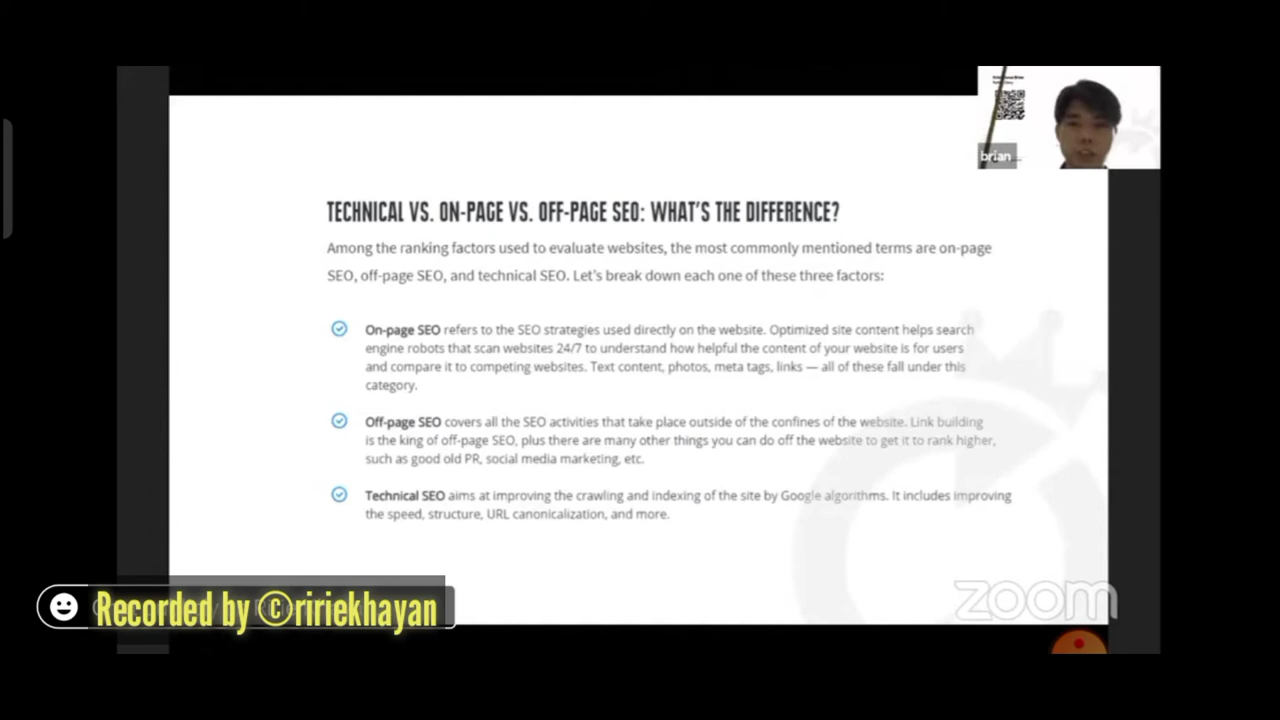 brian
TECHNICAL VS. ON-PAGE VS. OFF-PAGE SEO: WHAT'S THE DIFFERENCE?
Among the ranking factors used to evaluate websites, the most commonly mentioned terms are on-page
SEO, off-page SEO, and technical SEO. Let's break down each one of these three factors:
On-page SEO refers to the SEO strategies used directly on the website. Optimized site content helps search
engine robots that scan websites 24/7 to understand how helpful the content of your website is for users
and compare it to competing websites. Text content, photos, meta tags, links — all of these fall under this
category.
Off-page SEO covers all the SEO activities that take place outside of the confines of the website. Link building
is the king of off-page SEO, plus there are many other things you can do off the website to get it to rank higher,
such as good old PR, social media marketing, etc.
Technical SEO aims at improving the crawling and indexing of the site by Google algorithms. It includes improving
the speed, structure, URL canonicalization, and more.
zoom
Recorded by ©ririekhayan